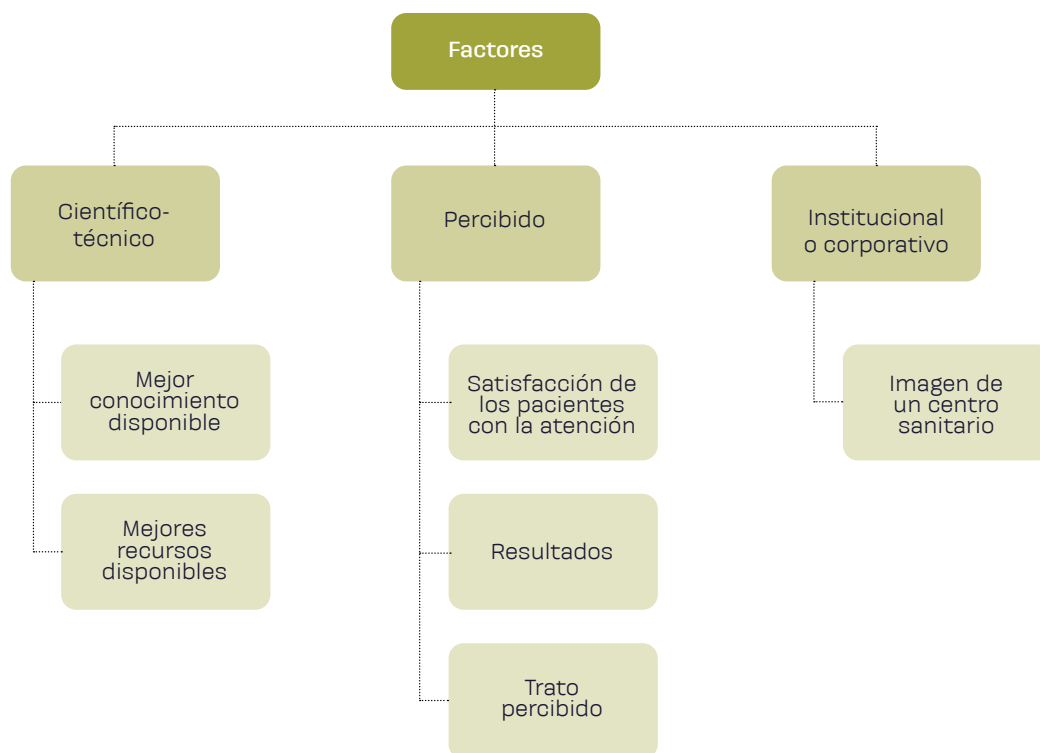 Factores
Científico-
técnico
Percibido
Institucional
o corporativo
Mejor
conocimiento
disponible
Satisfacción de
los pacientes
con la atención
Imagen de
un centro
sanitario
Mejores
recursos
disponibles
Resultados
Trato
percibido